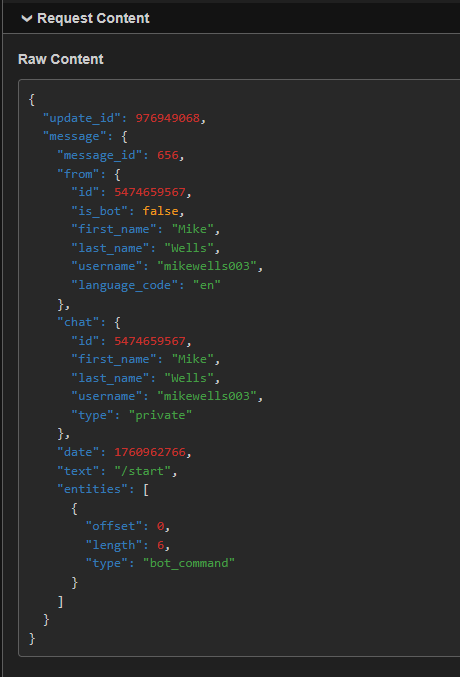 Request Content
Raw Content
{
  "update_id": 976949068,
  "message": {
    "message_id": 656,
    "from": {
      "id": 5474659567,
      "is_bot": false,
      "first_name": "Mike",
      "last_name": "Wells",
      "username": "mikewells003",
      "language_code": "en"
    },
    "chat": {
      "id": 5474659567,
      "first_name": "Mike",
      "last_name": "Wells",
      "username": "mikewells003",
      "type": "private"
    },
    "date": 1760962766,
    "text": "/start",
    "entities": [
      {
        "offset": 0,
        "length": 6,
        "type": "bot_command"
      }
    ]
  }
}